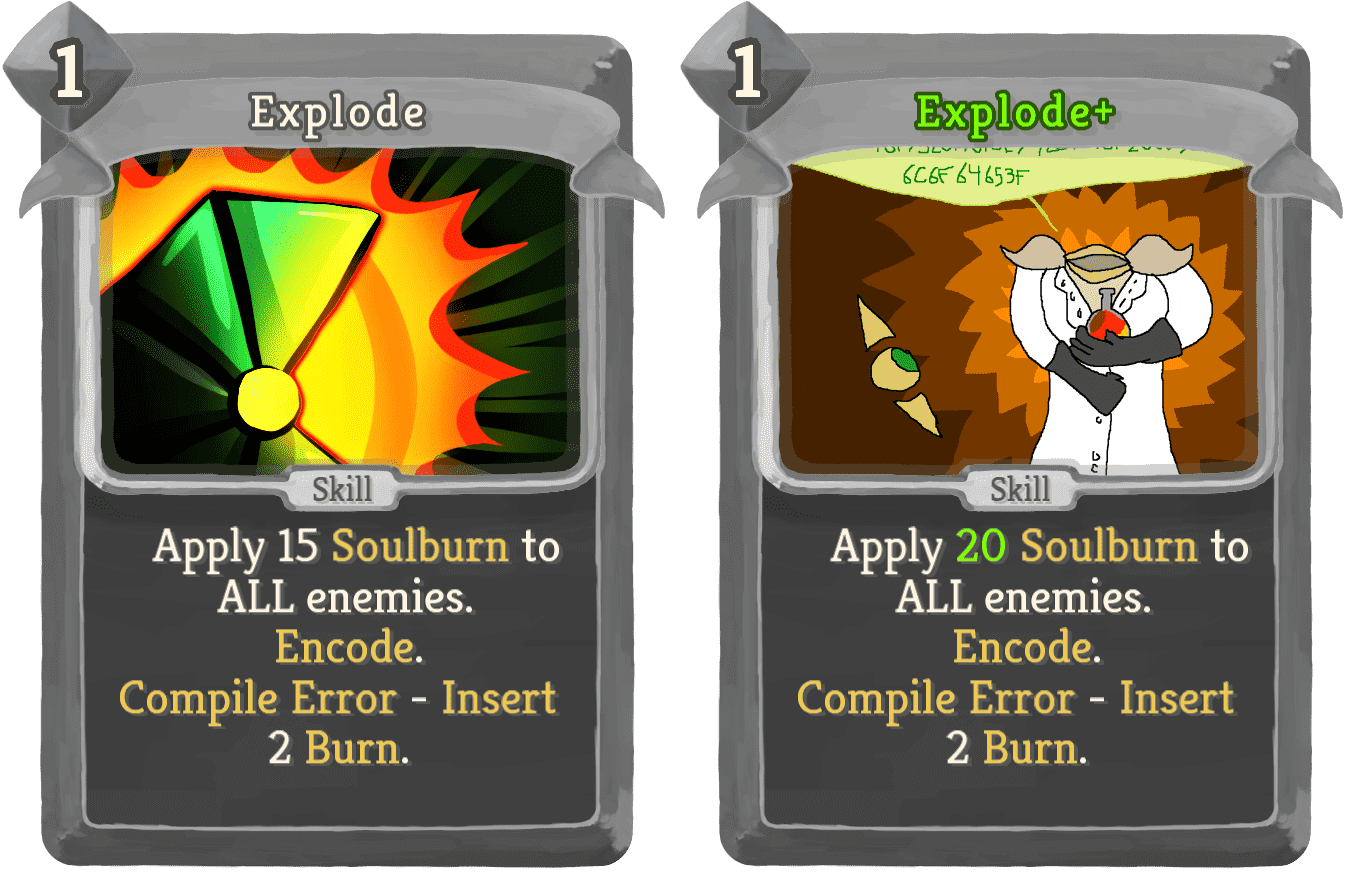 1
Explode
Skill
Apply 15 Soulburn to
ALL enemies.
Encode.
Compile Error - Insert
2 Burn.
1
Explode+
6C6F64653F
Skill
Apply 20 Soulburn to
ALL enemies.
Encode.
Compile Error - Insert
2 Burn.